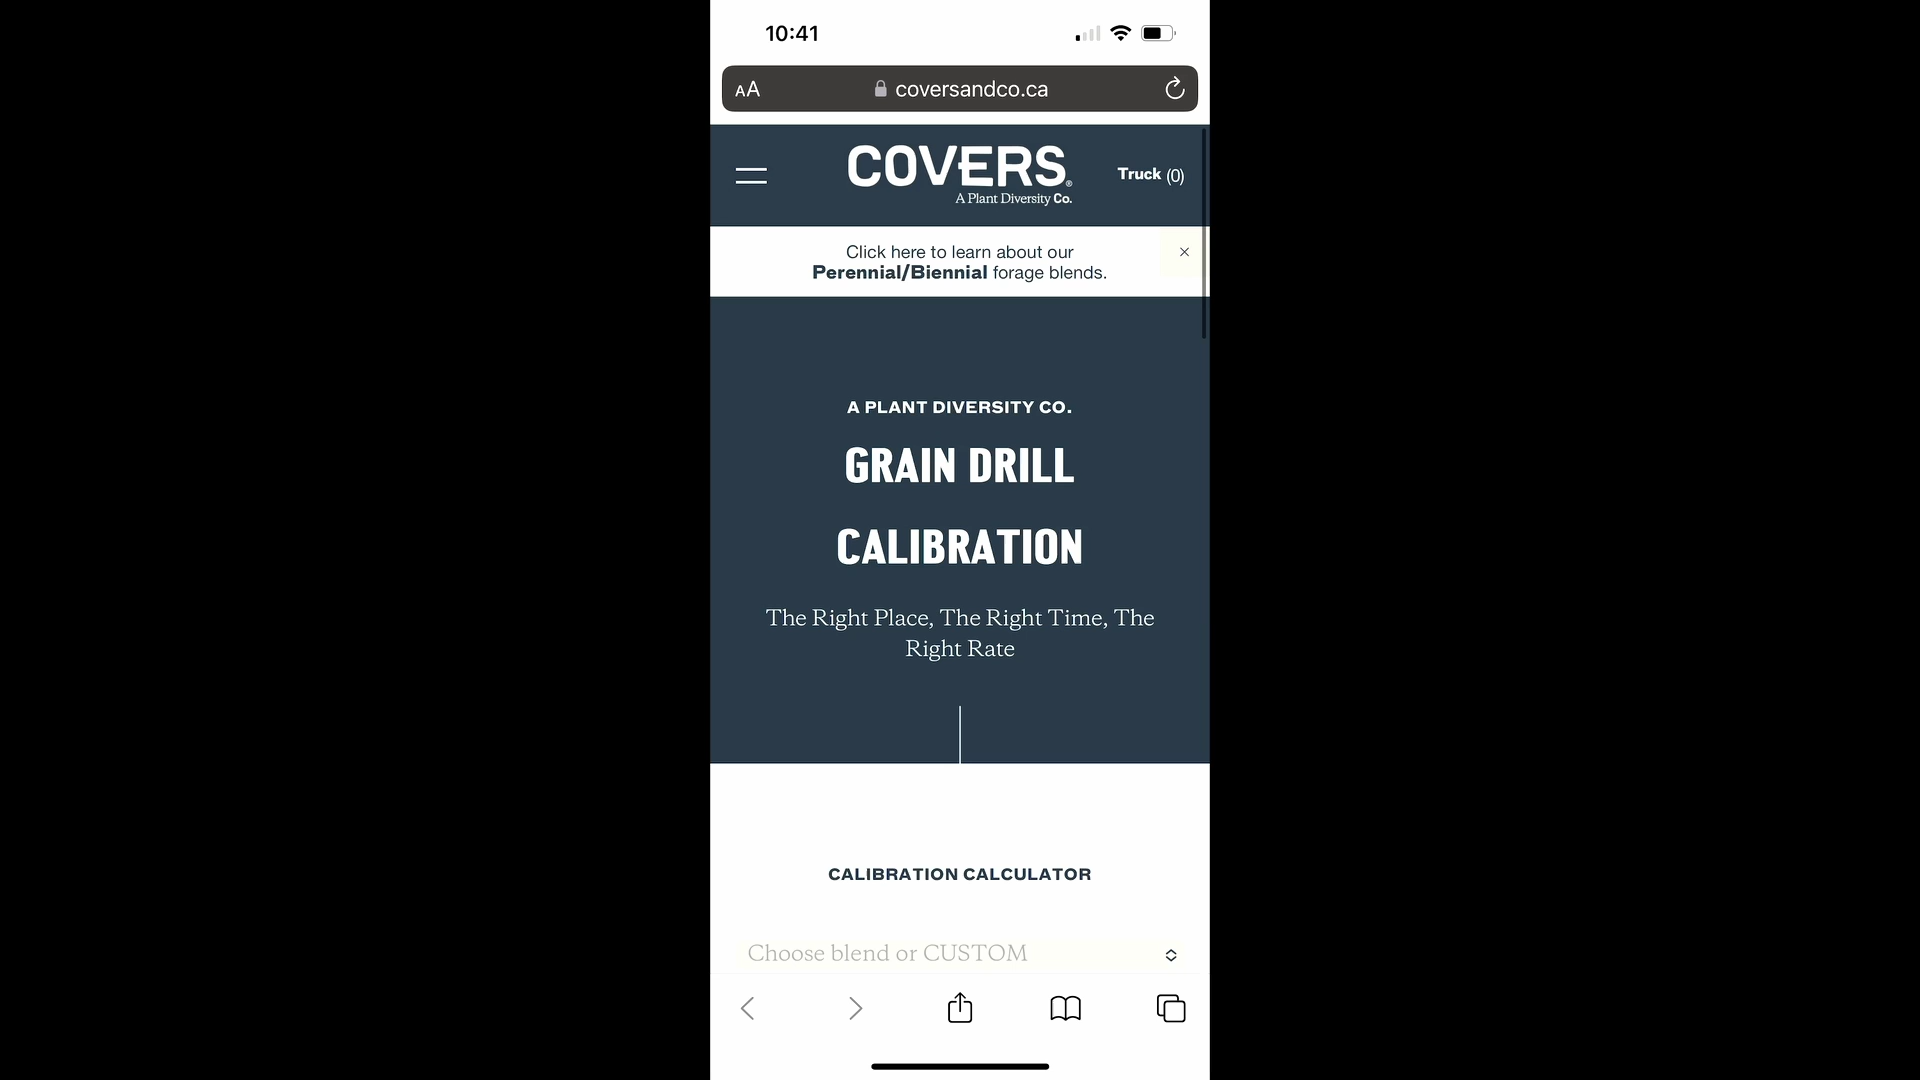 10:41
AA
coversandco.ca
COVERS®
A Plant Diversity Co.
Truck (0)
Click here to learn about our
Perennial/Biennial forage blends.
×
A PLANT DIVERSITY CO.
GRAIN DRILL
CALIBRATION
The Right Place, The Right Time, The
Right Rate
CALIBRATION CALCULATOR
Choose blend or CUSTOM